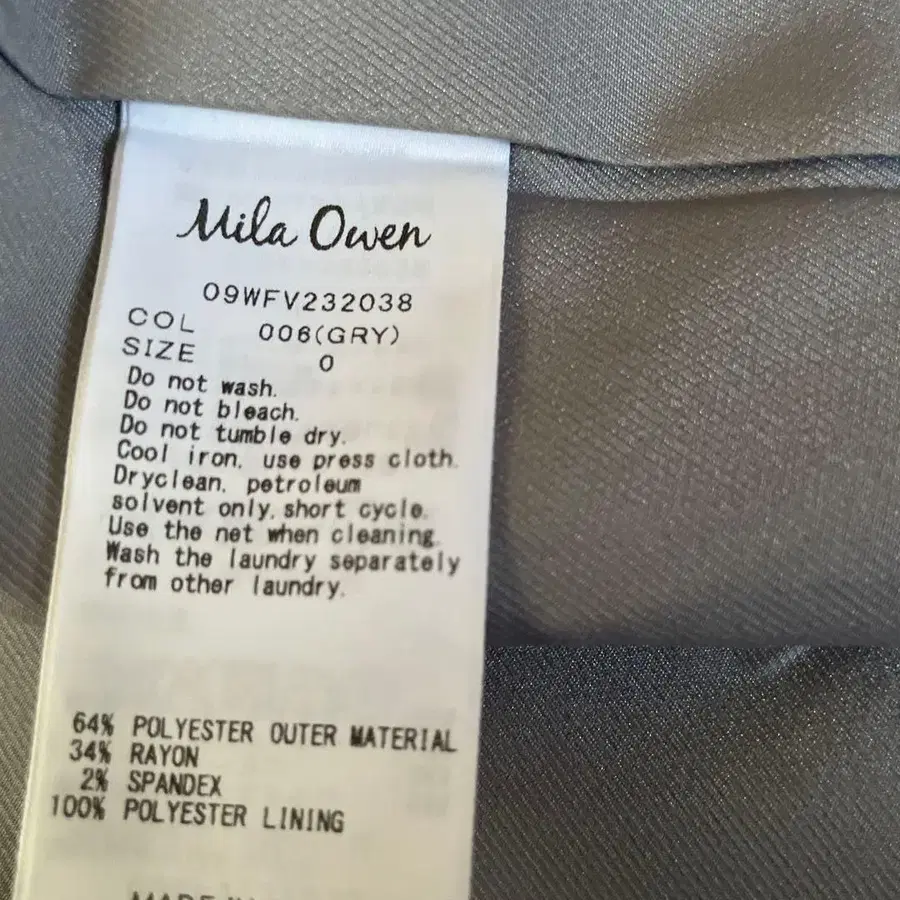 Mila Owen
09WFV232038
COL 006(GRY)
SIZE 0
Do not wash.
Do not bleach.
Do not tumble dry.
Cool iron, use press cloth.
Dryclean, petroleum
solvent only, short cycle.
Use the net when cleaning.
Wash the laundry separately
from other laundry.
64% POLYESTER OUTER MATERIAL
34% RAYON
2% SPANDEX
100% POLYESTER LINING
MADE IN